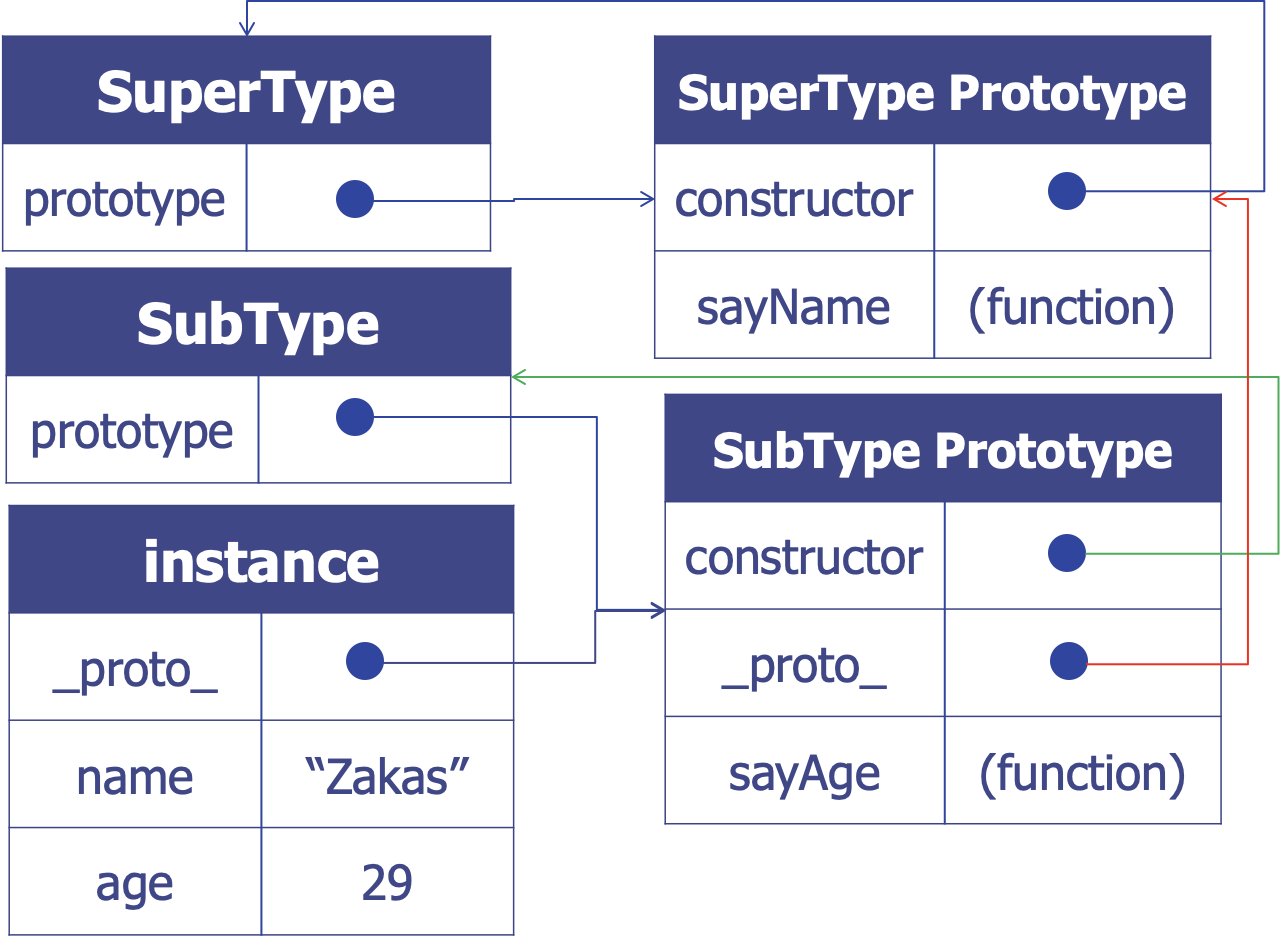 SuperType
prototype
SuperType Prototype
constructor
sayName (function)
SubType
prototype
SubType Prototype
constructor
_proto_
sayAge (function)
instance
_proto_
name “Zakas”
age 29